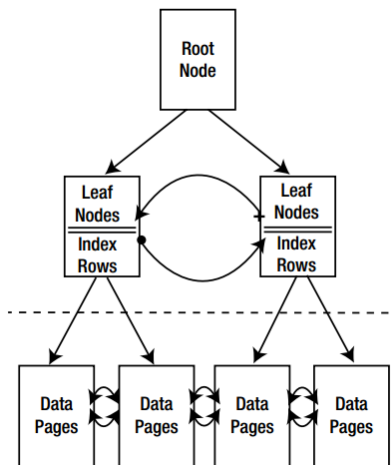 Root
Node
Leaf
Nodes
Index
Rows
Leaf
Nodes
Index
Rows
Data
Pages
Data
Pages
Data
Pages
Data
Pages